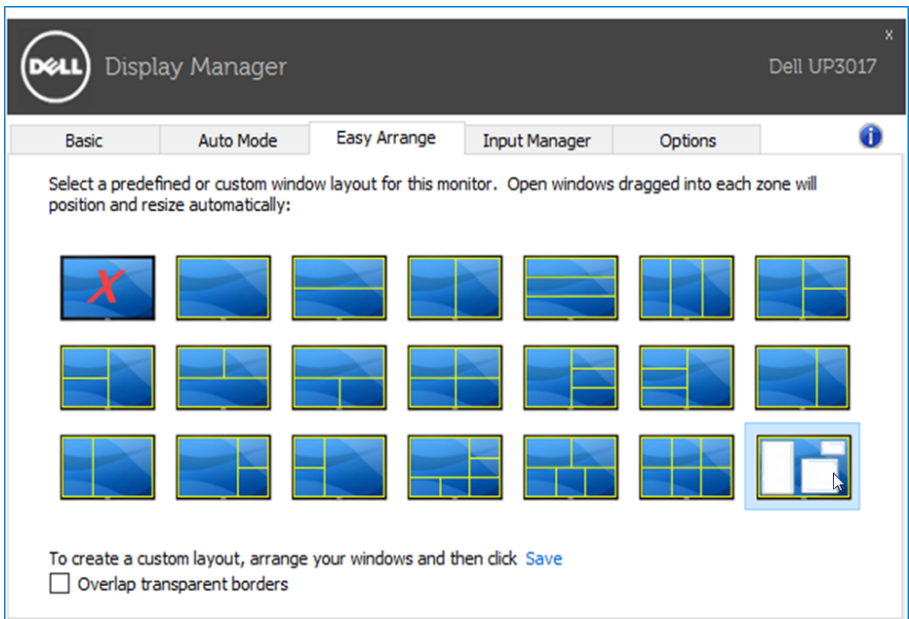 x
DELL Display Manager
Dell UP3017
Basic Auto Mode Easy Arrange Input Manager Options i
Select a predefined or custom window layout for this monitor. Open windows dragged into each zone will
position and resize automatically:
X
To create a custom layout, arrange your windows and then click Save
Overlap transparent borders